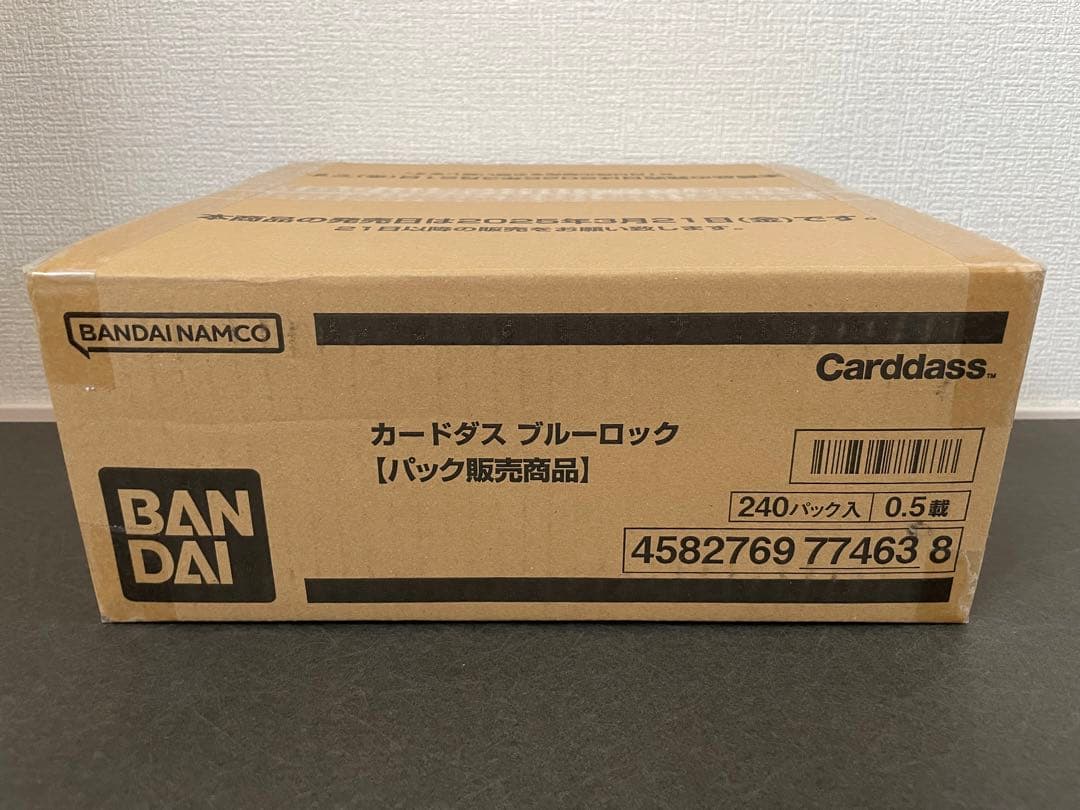 本商品の発売日は2025年3月21日(金)です。
21日以降の販売をお願い致します。
BANDAI NAMCO
Carddass™
カードダス ブルーロック
【パック販売商品】
240パック入 0.5載
4582769 774638
BAN
DAI